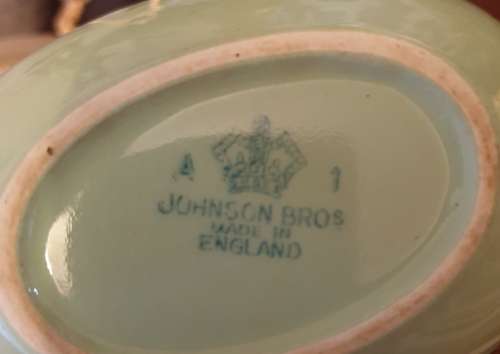 4 1
JOHNSON BROS
MADE IN
ENGLAND